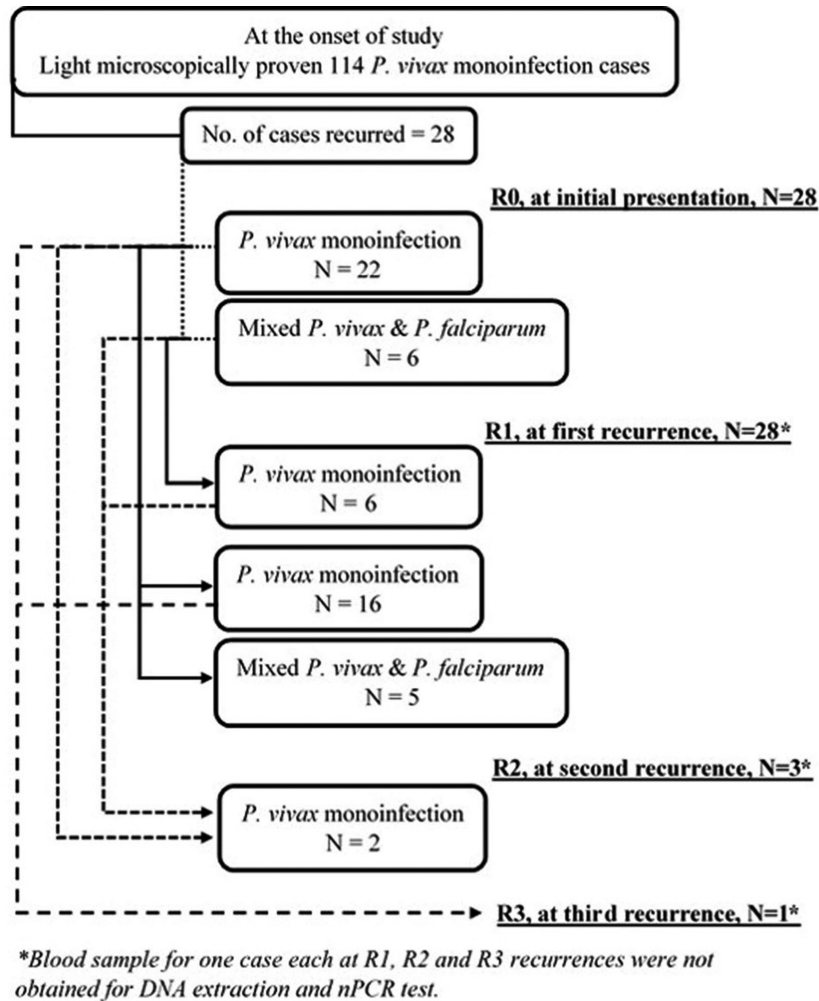 At the onset of study
Light microscopically proven 114 P. vivax monoinfection cases
No. of cases recurred = 28
R0, at initial presentation, N=28
P. vivax monoinfection
N = 22
Mixed P. vivax & P. falciparum
N = 6
R1, at first recurrence, N=28*
P. vivax monoinfection
N = 6
P. vivax monoinfection
N = 16
Mixed P. vivax & P. falciparum
N = 5
R2, at second recurrence, N=3*
P. vivax monoinfection
N = 2
R3, at third recurrence, N=1*
*Blood sample for one case each at R1, R2 and R3 recurrences were not
obtained for DNA extraction and nPCR test.